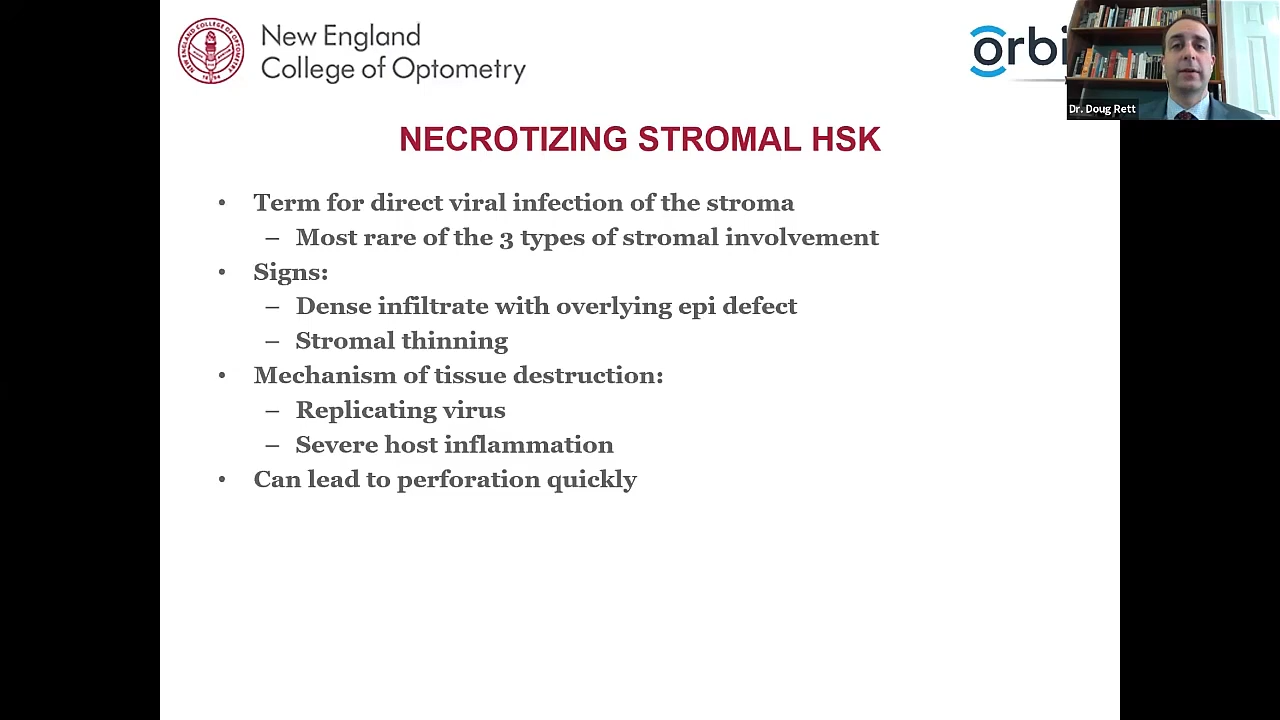 New England
College of Optometry
orbi
Dr. Doug Rett
NECROTIZING STROMAL HSK
• Term for direct viral infection of the stroma
– Most rare of the 3 types of stromal involvement
• Signs:
– Dense infiltrate with overlying epi defect
– Stromal thinning
• Mechanism of tissue destruction:
– Replicating virus
– Severe host inflammation
• Can lead to perforation quickly